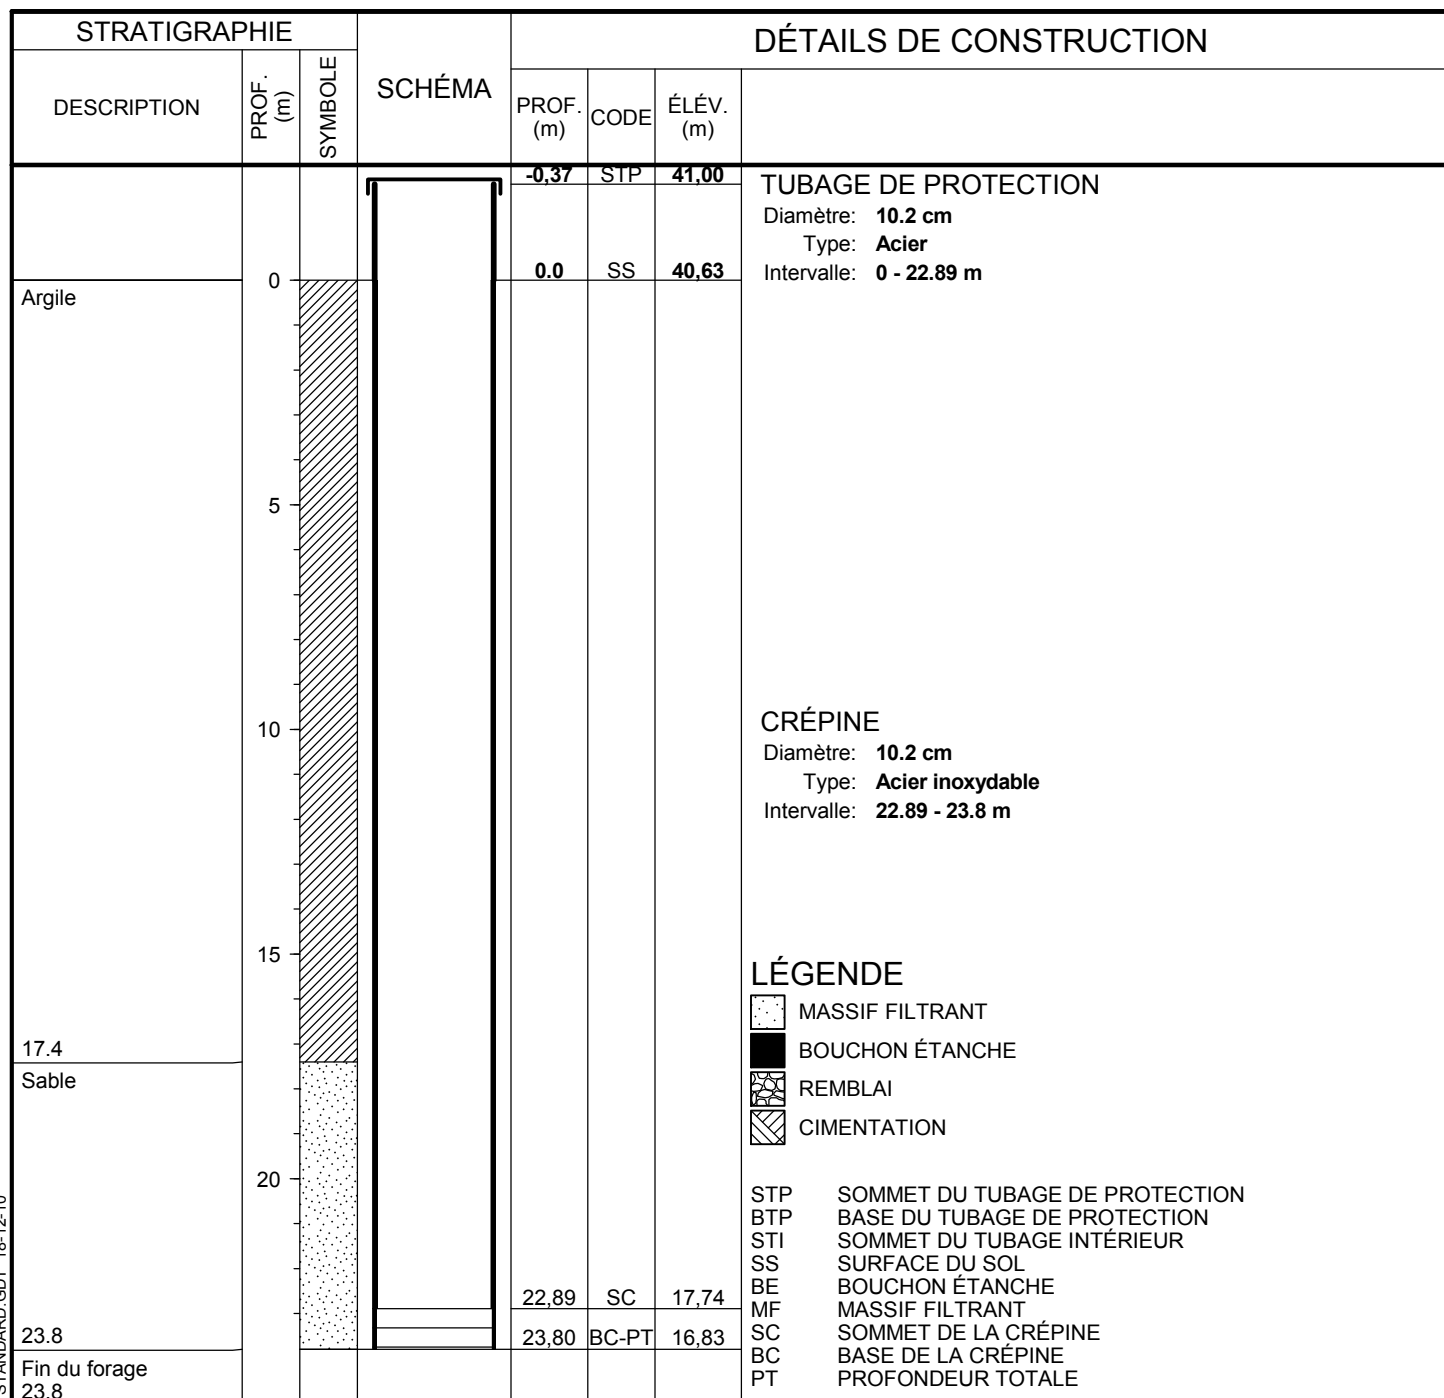 STRATIGRAPHIE
DESCRIPTION
PROF. (m)
SYMBOLE
SCHÉMA
DÉTAILS DE CONSTRUCTION
PROF. (m)
CODE
ÉLÉV. (m)
-0,37 STP 41,00
0.0 SS 40,63
22,89 SC 17,74
23,80 BC-PT 16,83
Argile
17.4
Sable
23.8
Fin du forage
23.8
0
5
10
15
20
TUBAGE DE PROTECTION
Diamètre: 10.2 cm
Type: Acier
Intervalle: 0 - 22.89 m
CRÉPINE
Diamètre: 10.2 cm
Type: Acier inoxydable
Intervalle: 22.89 - 23.8 m
LÉGENDE
MASSIF FILTRANT
BOUCHON ÉTANCHE
REMBLAI
CIMENTATION
STP SOMMET DU TUBAGE DE PROTECTION
BTP BASE DU TUBAGE DE PROTECTION
STI SOMMET DU TUBAGE INTÉRIEUR
SS SURFACE DU SOL
BE BOUCHON ÉTANCHE
MF MASSIF FILTRANT
SC SOMMET DE LA CRÉPINE
BC BASE DE LA CRÉPINE
PT PROFONDEUR TOTALE
STANDARD.GDT 18-12-10